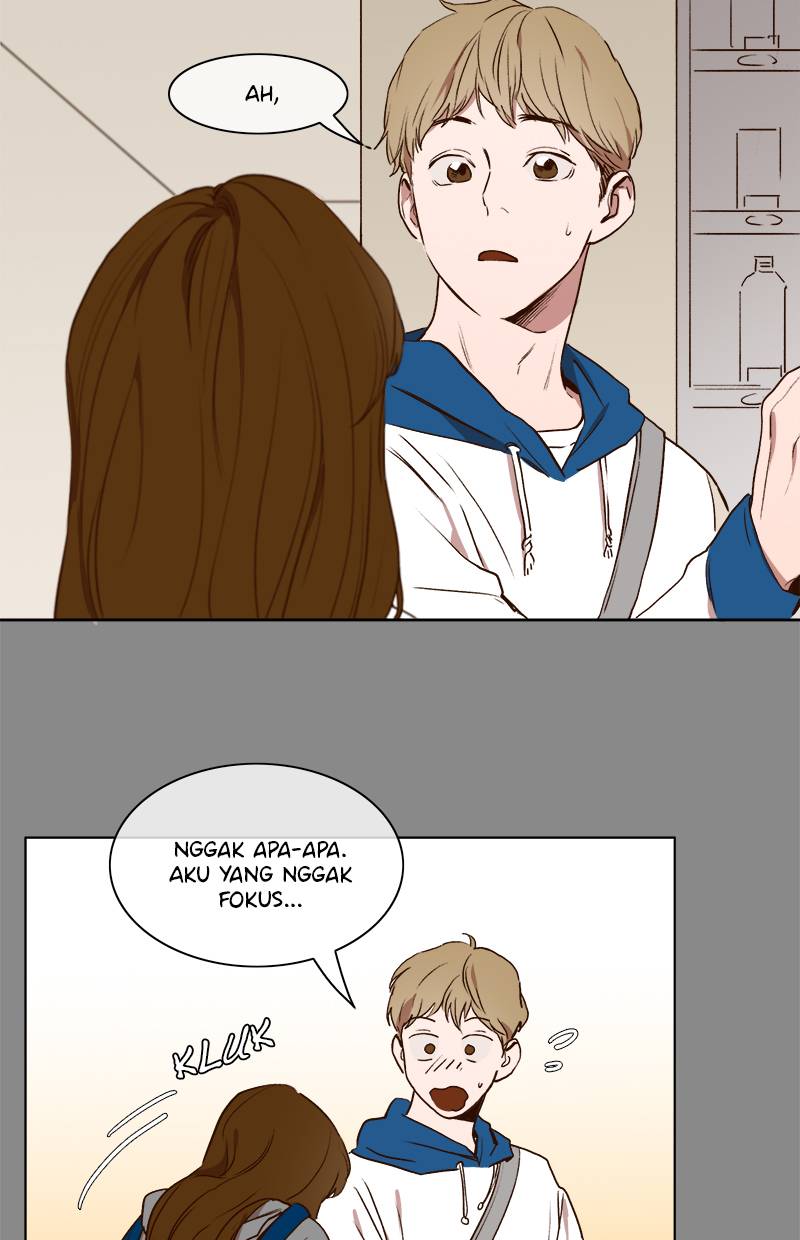 AH,
NGGAK APA-APA.
AKU YANG NGGAK
FOKUS...
KLUK